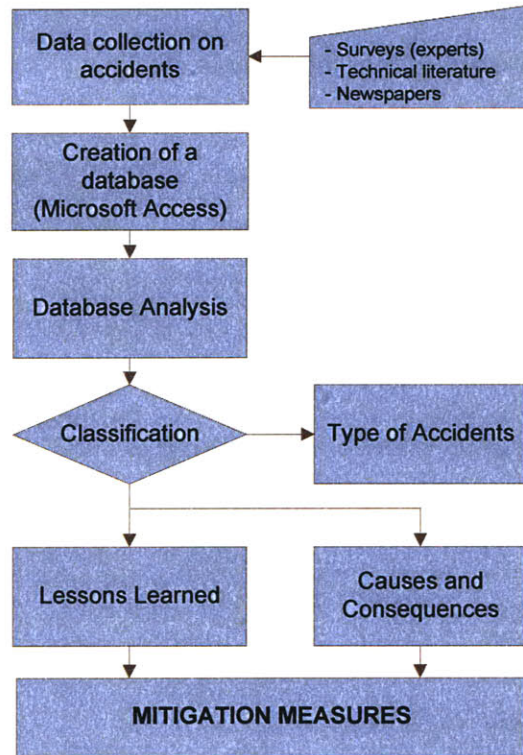 Data collection on
accidents
- Surveys (experts)
- Technical literature
- Newspapers
Creation of a
database
(Microsoft Access)
Database Analysis
Classification
Type of Accidents
Lessons Learned
Causes and
Consequences
MITIGATION MEASURES